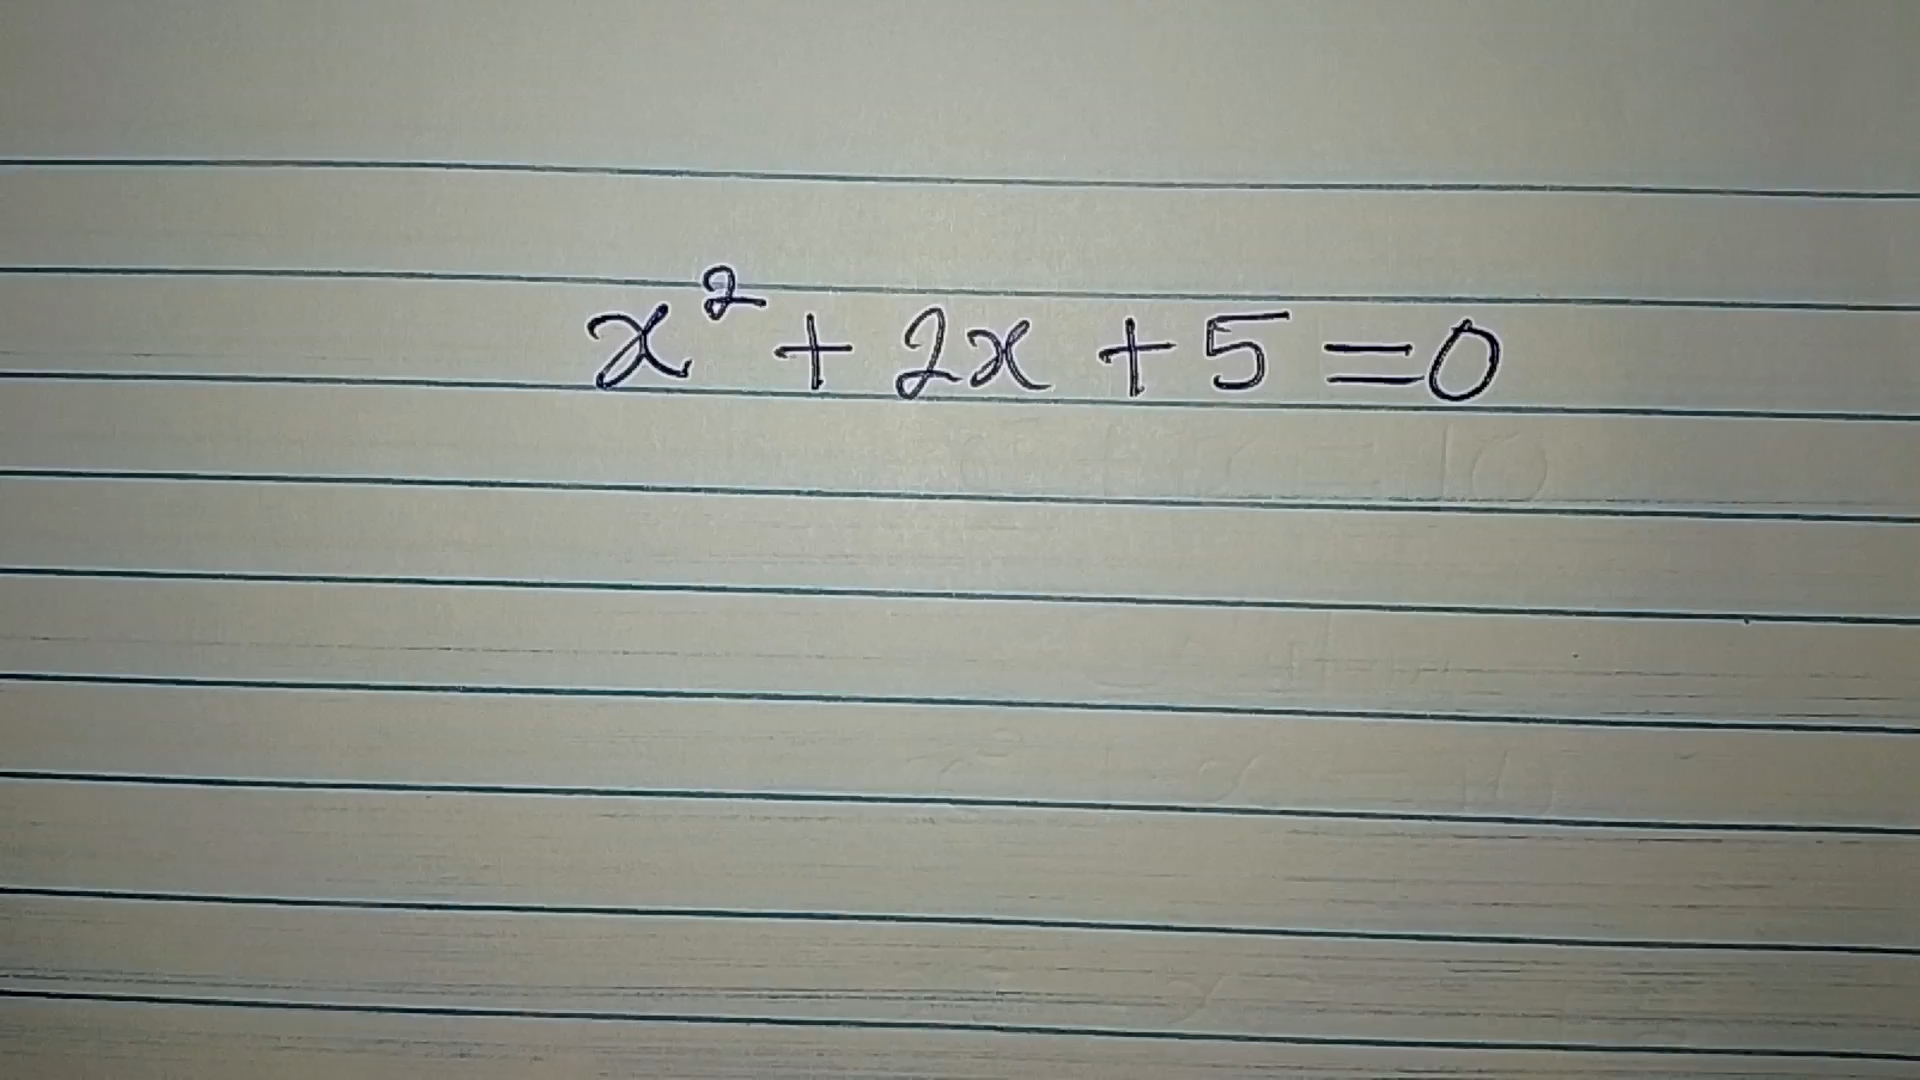 x² + 2x + 5 = 0